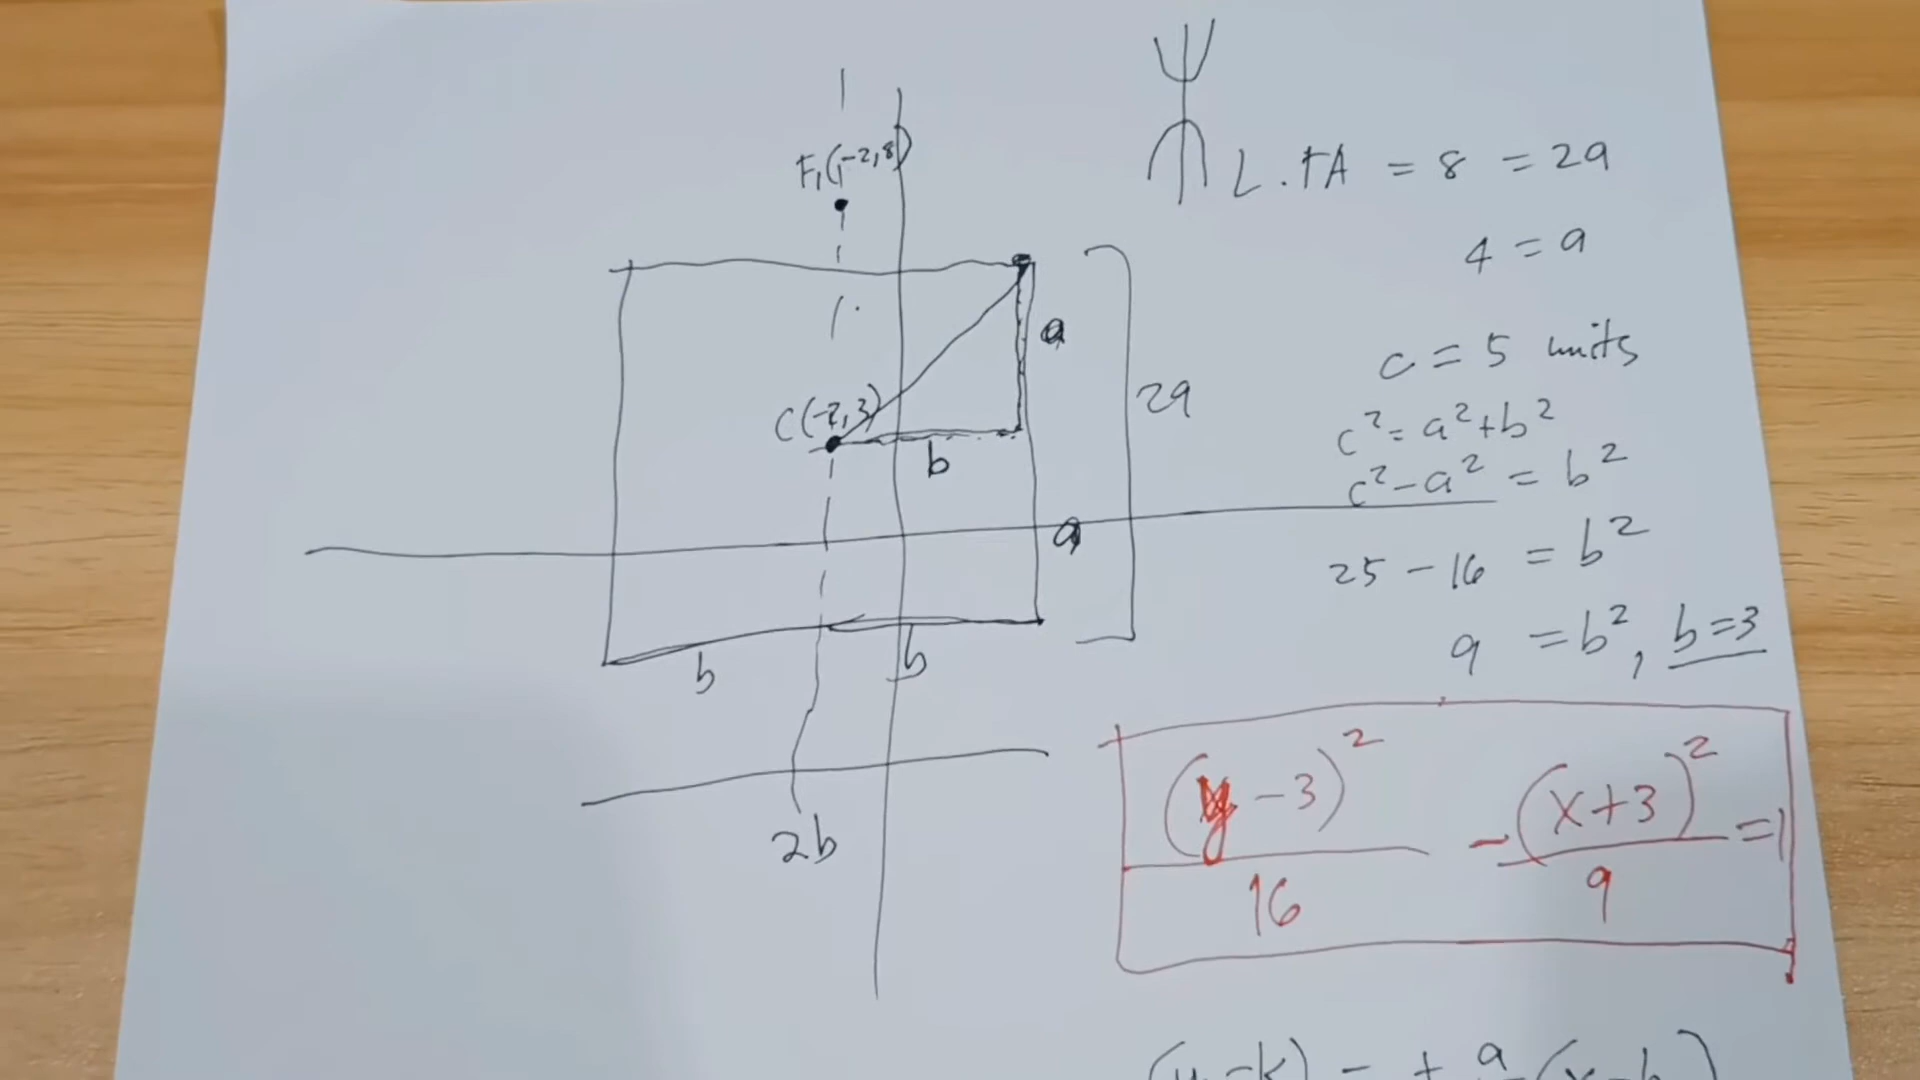 F₁(-2,8)
a
C(-2,3)
b
2a
a
b b
2b
L.TA = 8 = 2a
4 = a
c = 5 units
c² = a² + b²
c² - a² = b²
25 - 16 = b²
9 = b², b = 3
(y - 3)² / 16 - (x + 3)² / 9 = 1
(y - k) = ± a (x - h)